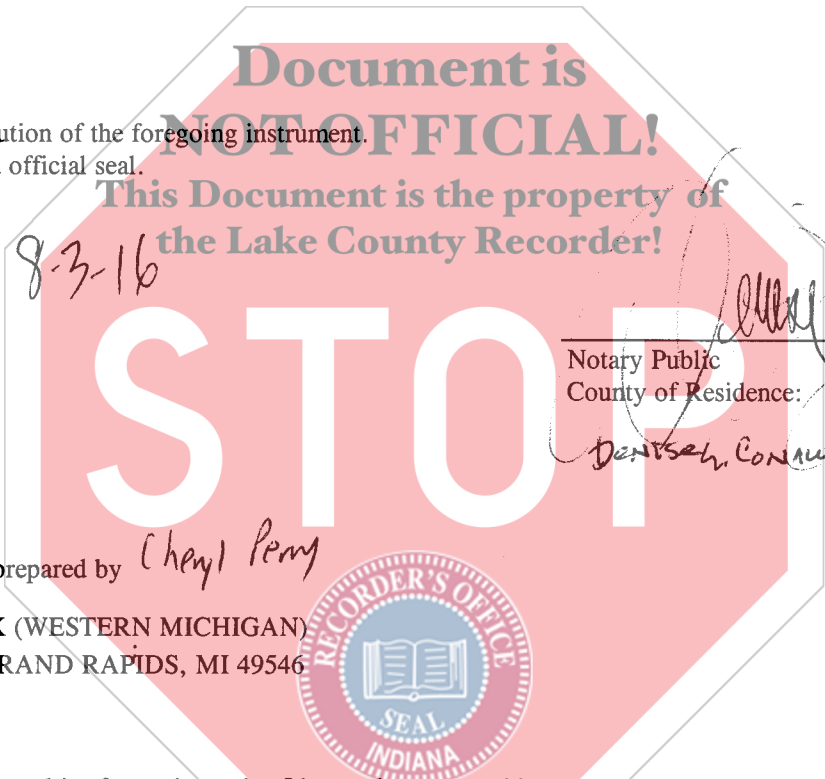 Document is
ution of the foregoing instrument.
NOT OFFICIAL!
official seal.
This Document is the property of
the Lake County Recorder!
8-3-16
STOP
Notary Public
County of Residence:
prepared by Cheryl Perry
(WESTERN MICHIGAN)
RAND RAPIDS, MI 49546
RECORDER'S OFFICE
SEAL
INDIANA